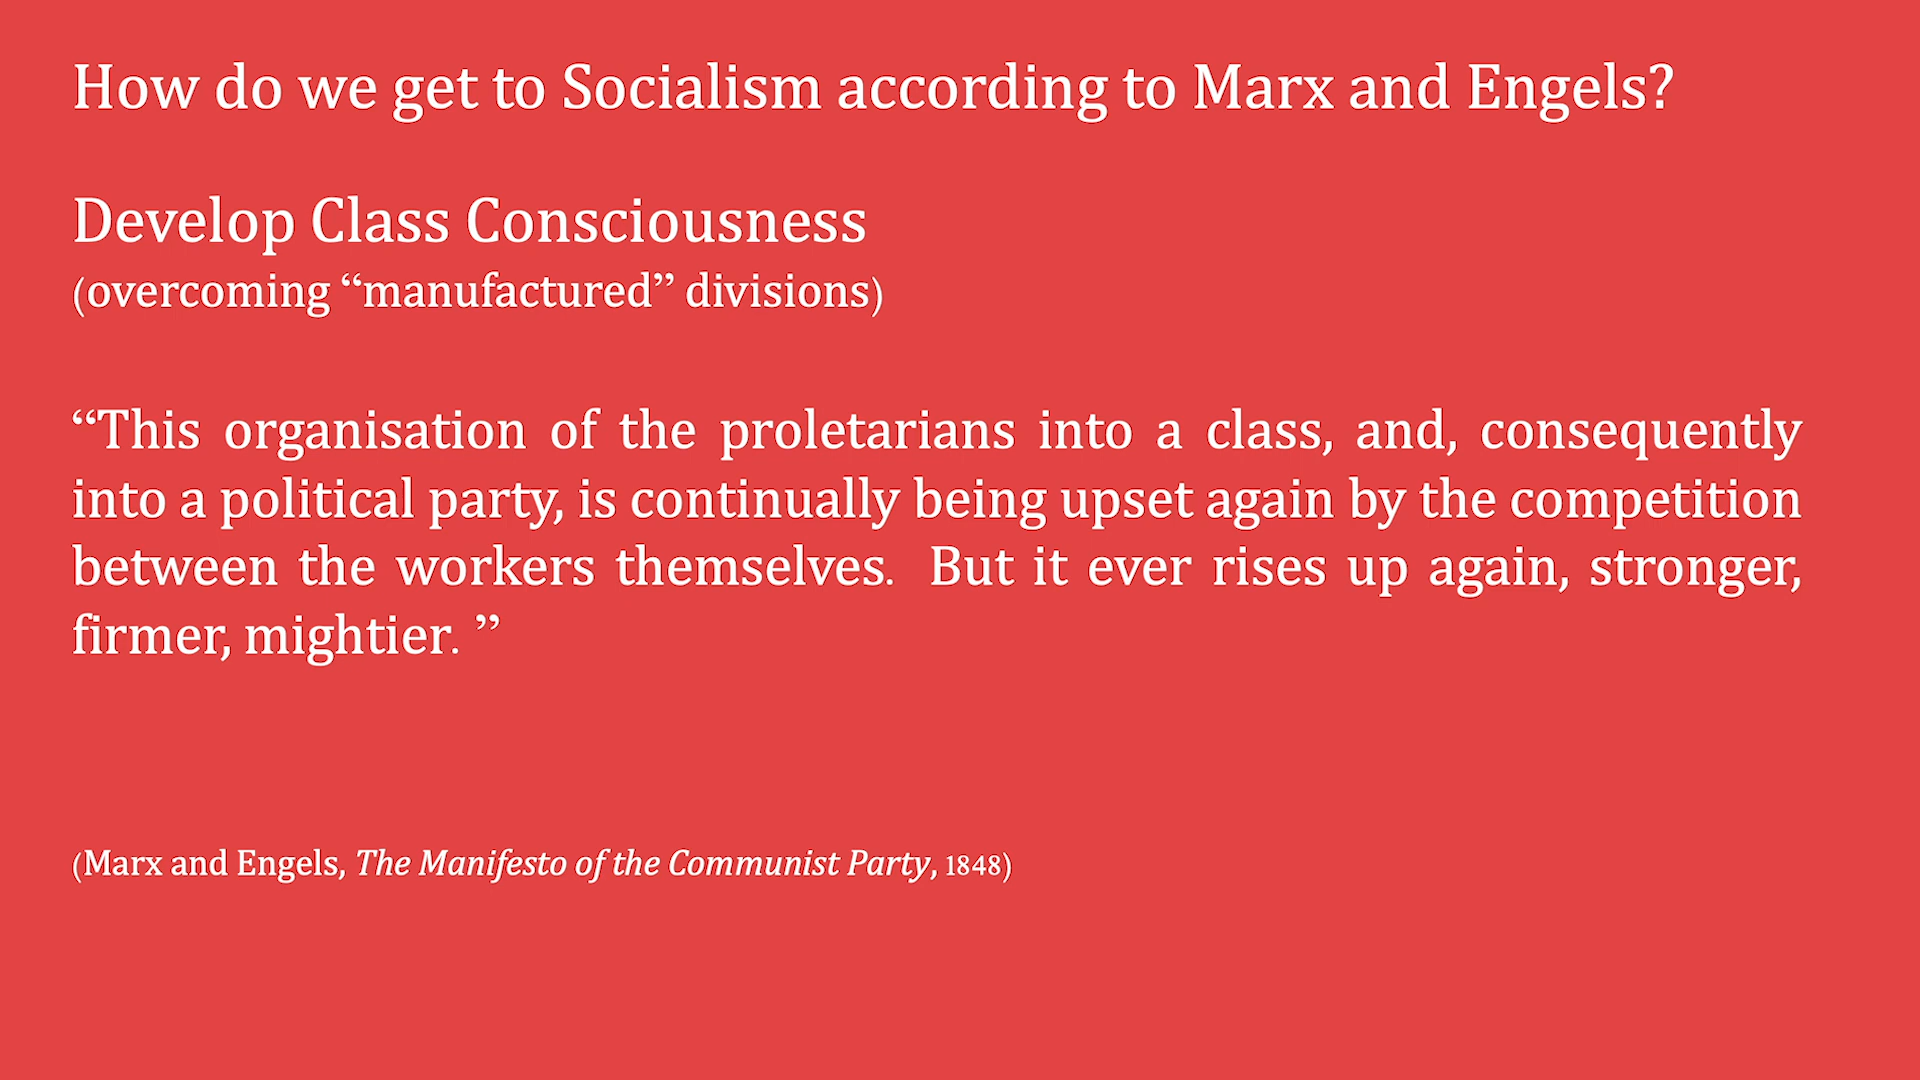 How do we get to Socialism according to Marx and Engels?
Develop Class Consciousness
(overcoming “manufactured” divisions)
“This organisation of the proletarians into a class, and, consequently
into a political party, is continually being upset again by the competition
between the workers themselves. But it ever rises up again, stronger,
firmer, mightier. ”
(Marx and Engels, The Manifesto of the Communist Party, 1848)